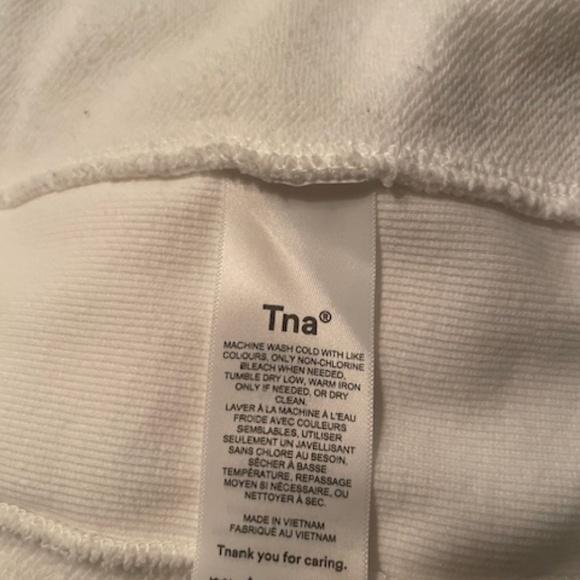 Tna®
MACHINE WASH COLD WITH LIKE
COLOURS, ONLY NON-CHLORINE
BLEACH WHEN NEEDED,
TUMBLE DRY LOW, WARM IRON
ONLY IF NEEDED, OR DRY
CLEAN.
LAVER À LA MACHINE À L'EAU
FROIDE AVEC COULEURS
SEMBLABLES, UTILISER
SEULEMENT UN JAVELLISANT
SANS CHLORE AU BESOIN,
SÉCHER À BASSE
TEMPÉRATURE, REPASSAGE
MOYEN SI NÉCESSAIRE, OU
NETTOYER À SEC.
MADE IN VIETNAM
FABRIQUÉ AU VIETNAM
Thank you for caring.